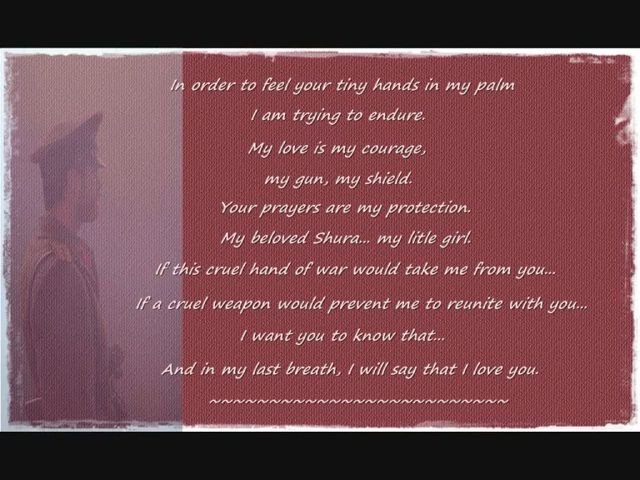 In order to feel your tiny hands in my palm
I am trying to endure.
My love is my courage,
my gun, my shield.
Your prayers are my protection.
My beloved Shura... my litle girl.
If this cruel hand of war would take me from you...
If a cruel weapon would prevent me to reunite with you...
I want you to know that...
And in my last breath, I will say that I love you.
~~~~~~~~~~~~~~~~~~~~~~~~~